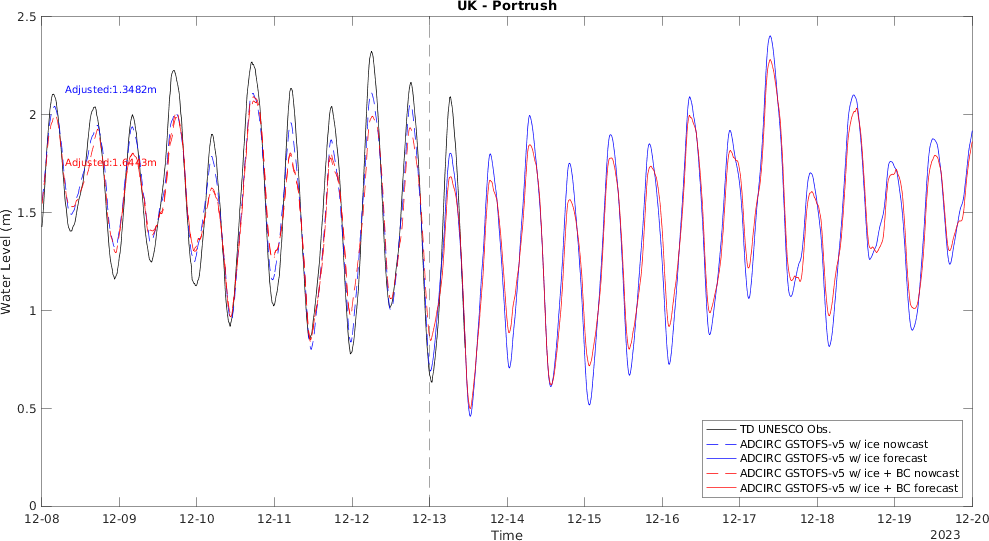 UK - Portrush
2.5
2
1.5
1
0.5
0
Water Level (m)
Adjusted:1.3482m
Adjusted:1.6443m
TD UNESCO Obs.
ADCIRC GSTOFS-v5 w/ ice nowcast
ADCIRC GSTOFS-v5 w/ ice forecast
ADCIRC GSTOFS-v5 w/ ice + BC nowcast
ADCIRC GSTOFS-v5 w/ ice + BC forecast
12-08 12-09 12-10 12-11 12-12 12-13 12-14 12-15 12-16 12-17 12-18 12-19 12-20
Time
2023